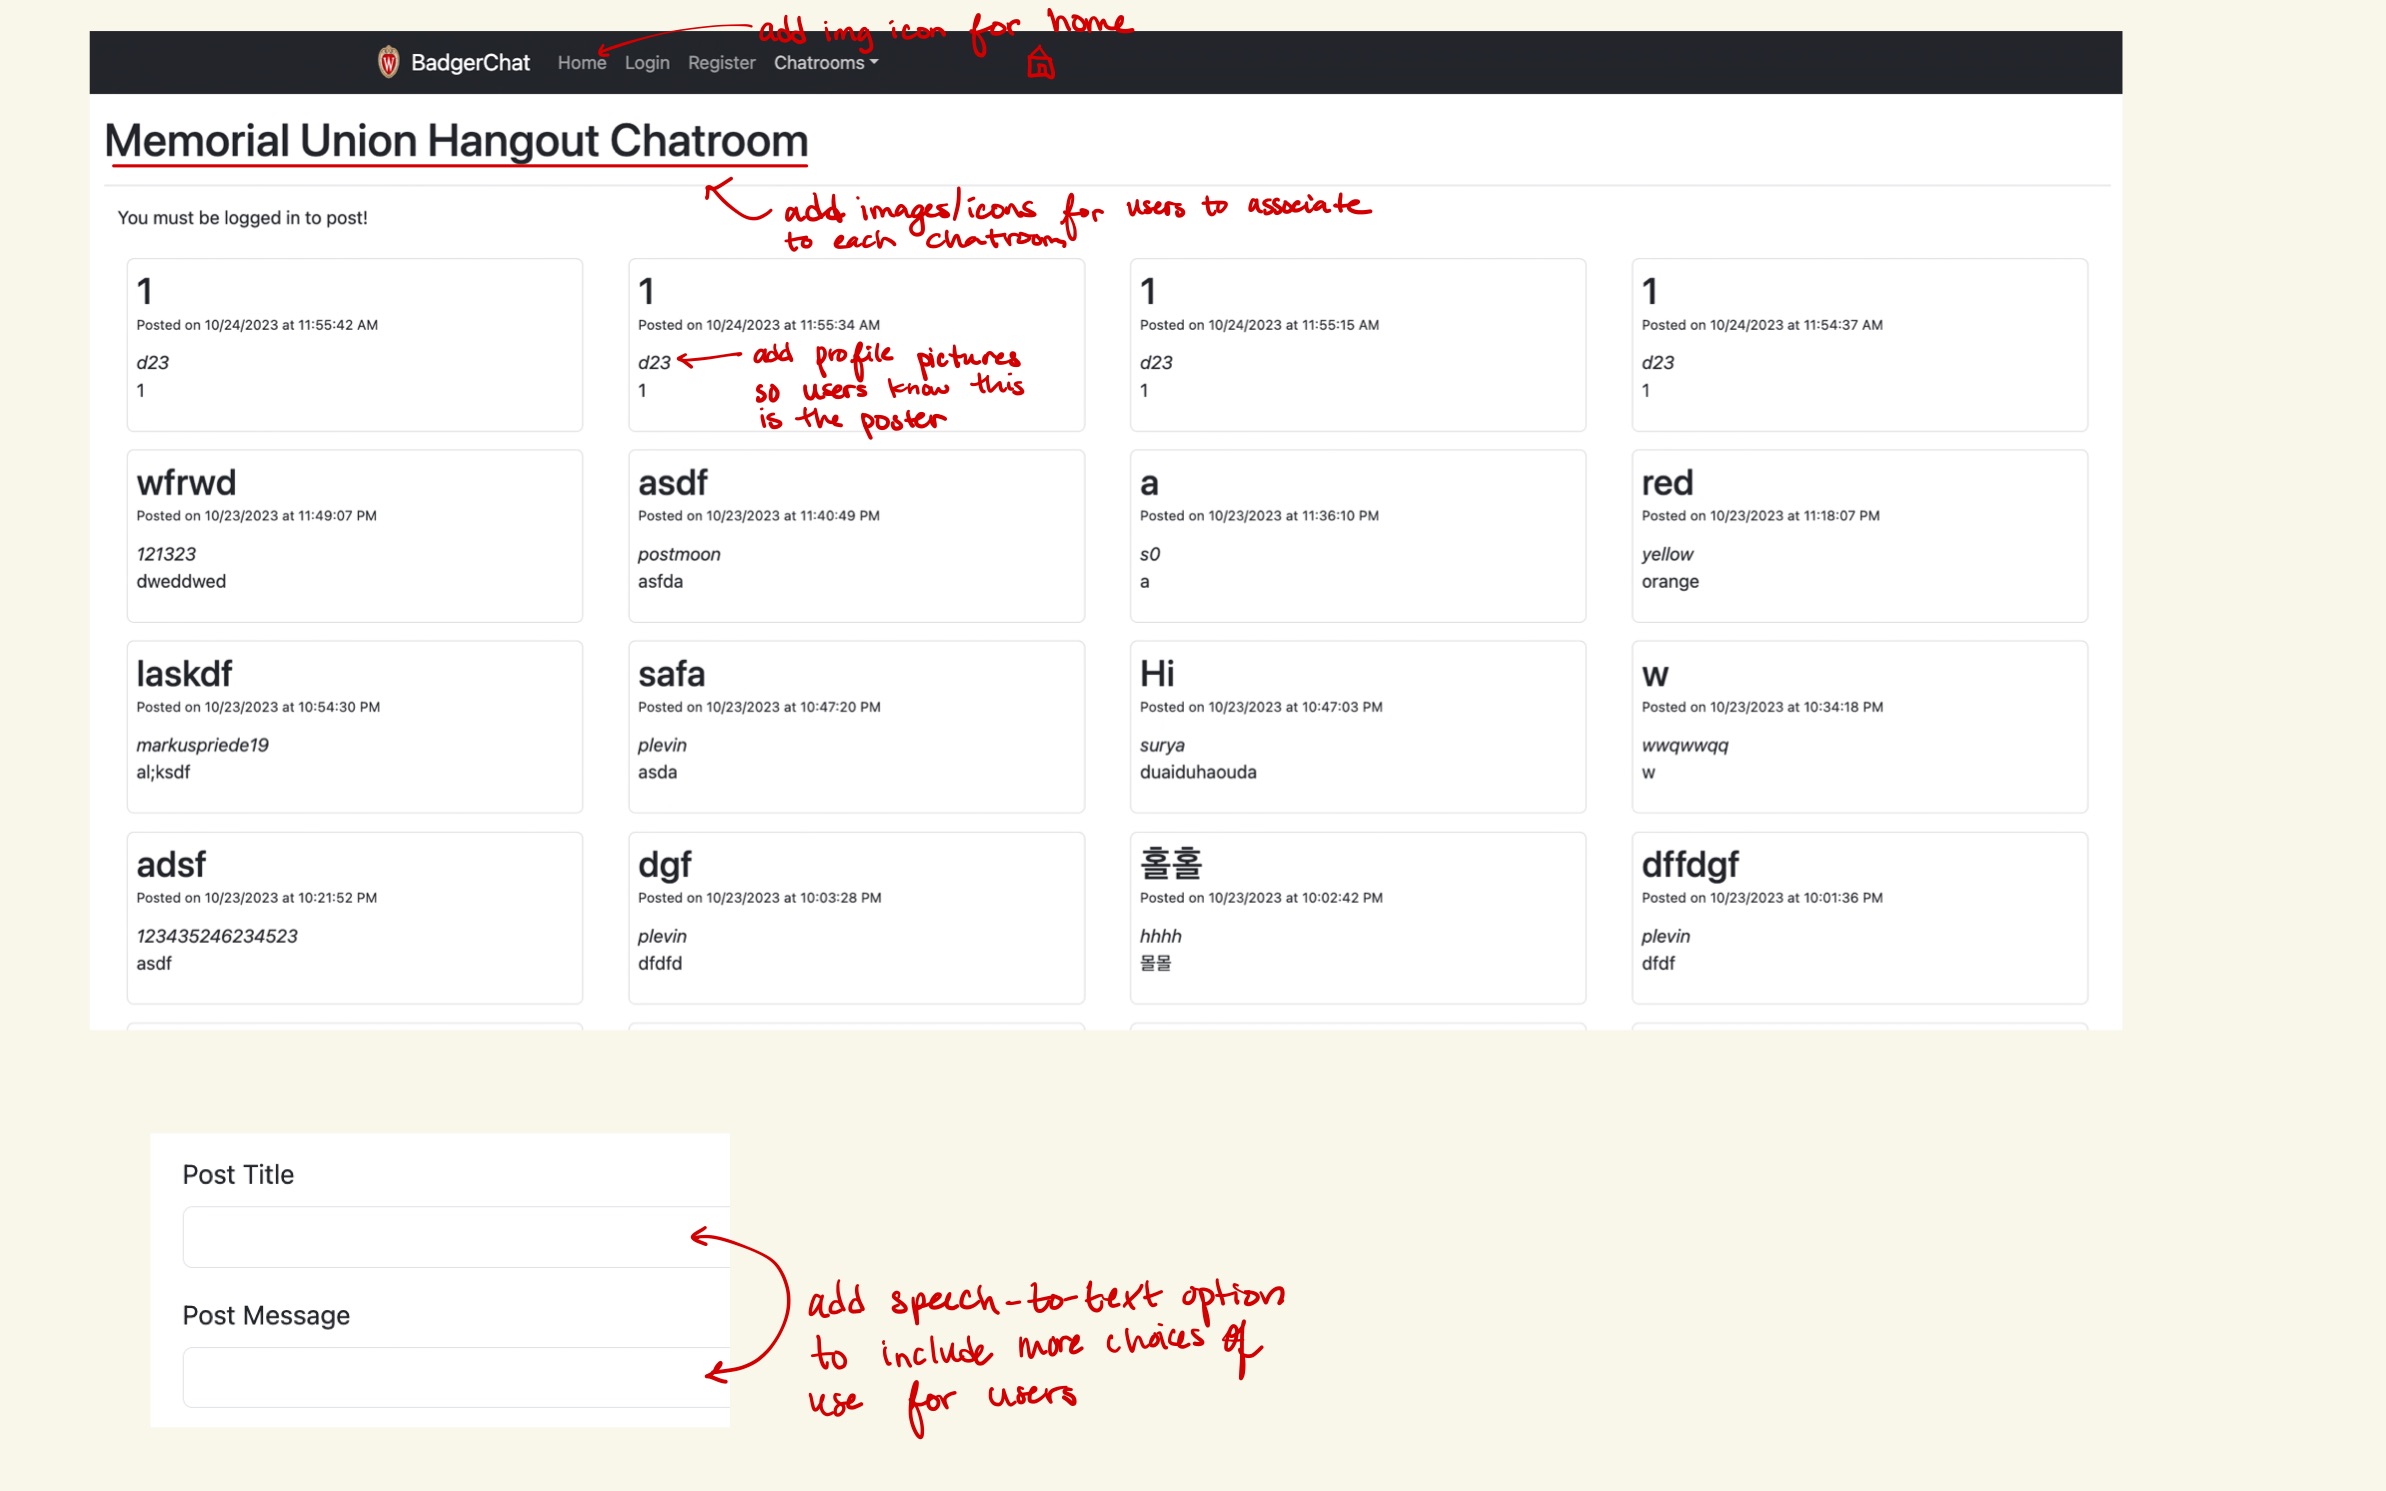 add img icon for home
BadgerChat Home Login Register Chatrooms
Memorial Union Hangout Chatroom
add images/icons for users to associate
to each chatroom
You must be logged in to post!
1
Posted on 10/24/2023 at 11:55:42 AM
d23
1
1
Posted on 10/24/2023 at 11:55:34 AM
d23
1
add profile pictures
so users know this
is the poster
1
Posted on 10/24/2023 at 11:55:15 AM
d23
1
1
Posted on 10/24/2023 at 11:54:37 AM
d23
1
wfrwd
Posted on 10/23/2023 at 11:49:07 PM
121323
dweddwed
asdf
Posted on 10/23/2023 at 11:40:49 PM
postmoon
asfda
a
Posted on 10/23/2023 at 11:36:10 PM
s0
a
red
Posted on 10/23/2023 at 11:18:07 PM
yellow
orange
laskdf
Posted on 10/23/2023 at 10:54:30 PM
markuspriede19
al;ksdf
safa
Posted on 10/23/2023 at 10:47:20 PM
plevin
asda
Hi
Posted on 10/23/2023 at 10:47:03 PM
surya
duaiduhaouda
w
Posted on 10/23/2023 at 10:34:18 PM
wwqwwqq
w
adsf
Posted on 10/23/2023 at 10:21:52 PM
123435246234523
asdf
dgf
Posted on 10/23/2023 at 10:03:28 PM
plevin
dfdfd
홀홀
Posted on 10/23/2023 at 10:02:42 PM
hhhh
몰몰
dffdgf
Posted on 10/23/2023 at 10:01:36 PM
plevin
dfdf
Post Title
Post Message
add speech-to-text option
to include more choices of
use for users